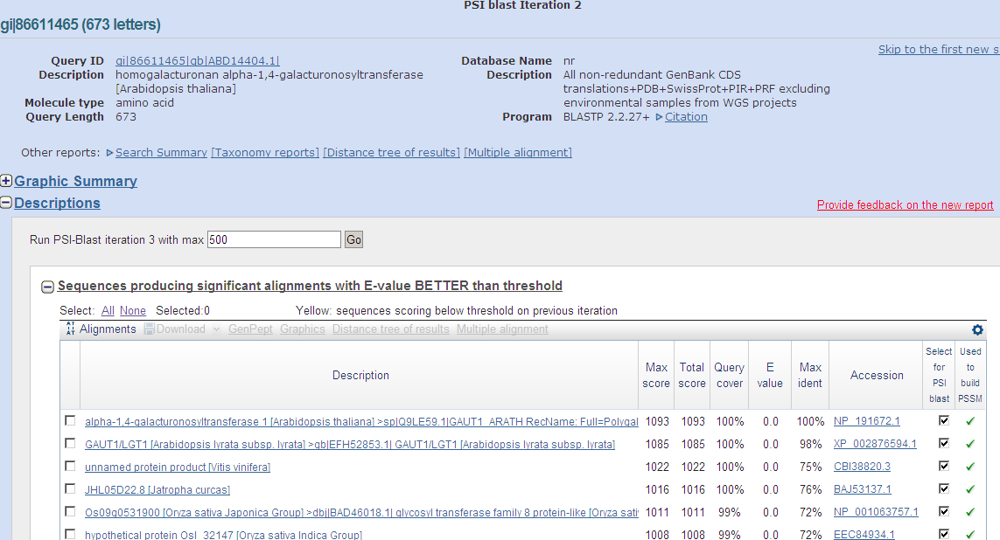 PSI blast Iteration 2
gi|86611465 (673 letters)
Skip to the first new s
Query ID gi|86611465|gb|ABD14404.1|
Description homogalacturonan alpha-1,4-galacturonosyltransferase
[Arabidopsis thaliana]
Molecule type amino acid
Query Length 673
Database Name nr
Description All non-redundant GenBank CDS
translations+PDB+SwissProt+PIR+PRF excluding
environmental samples from WGS projects
Program BLASTP 2.2.27+ Citation
Other reports: Search Summary [Taxonomy reports] [Distance tree of results] [Multiple alignment]
Graphic Summary
Descriptions
Provide feedback on the new report
Run PSI-Blast iteration 3 with max 500 Go
Sequences producing significant alignments with E-value BETTER than threshold
Select: All None Selected:0 Yellow: sequences scoring below threshold on previous iteration
Alignments Download GenPept Graphics Distance tree of results Multiple alignment
Description Max score Total score Query cover E value Max ident Accession Select for PSI blast Used to build PSSM
alpha-1,4-galacturonosyltransferase 1 [Arabidopsis thaliana] >sp|Q9LE59.1|GAUT1_ARATH RecName: Full=Polygal 1093 1093 100% 0.0 100% NP_191672.1
GAUT1/LGT1 [Arabidopsis lyrata subsp. lyrata] >gb|EFH52853.1| GAUT1/LGT1 [Arabidopsis lyrata subsp. lyrata] 1085 1085 100% 0.0 98% XP_002876594.1
unnamed protein product [Vitis vinifera] 1022 1022 100% 0.0 75% CBI38820.3
JHL05D22.8 [Jatropha curcas] 1016 1016 100% 0.0 76% BAJ53137.1
Os09g0531900 [Oryza sativa Japonica Group] >dbj|BAD46018.1| glycosyl transferase family 8 protein-like [Oryza sati 1011 1011 99% 0.0 72% NP_001063757.1
hypothetical protein OsI_32147 [Oryza sativa Indica Group] 1008 1008 99% 0.0 72% EEC84934.1